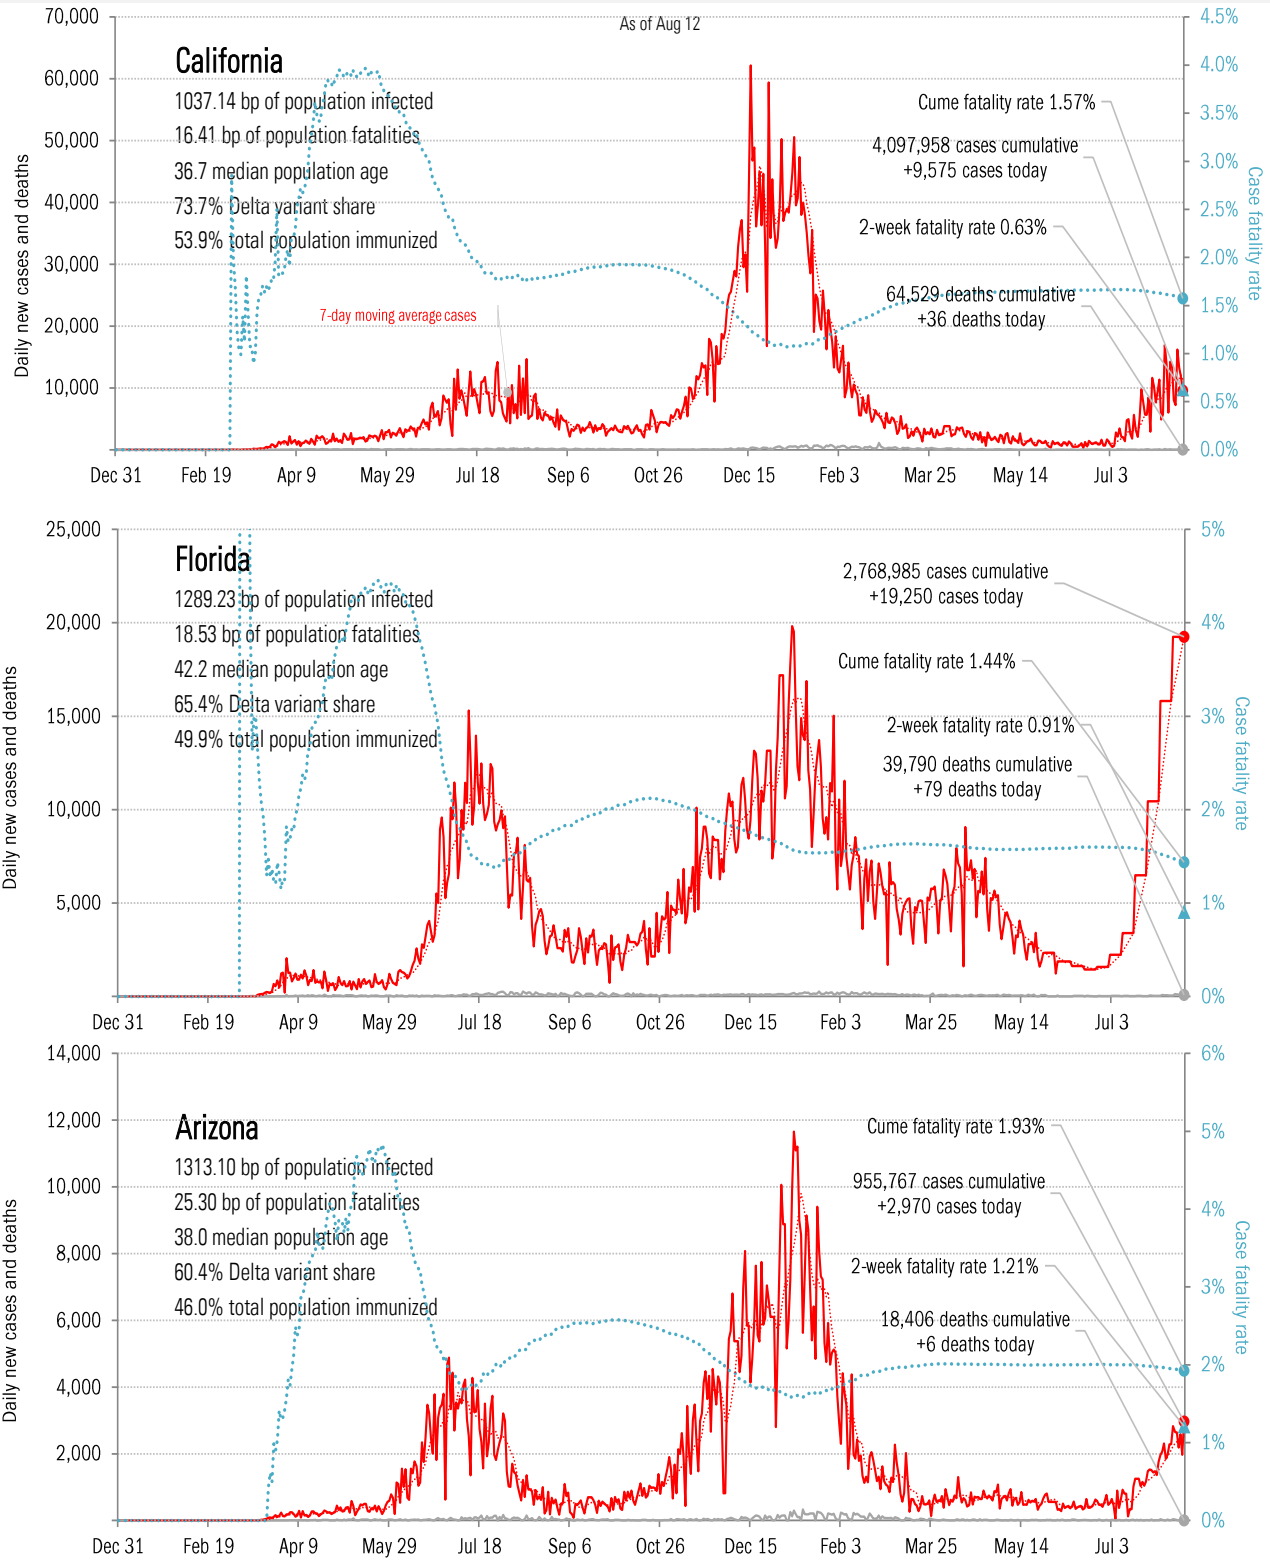 As of Aug 12
70,000
60,000
50,000
40,000
30,000
20,000
10,000
Daily new cases and deaths
California
1037.14 bp of population infected
16.41 bp of population fatalities
36.7 median population age
73.7% Delta variant share
53.9% total population immunized
7-day moving average cases
Cume fatality rate 1.57%
4,097,958 cases cumulative
+9,575 cases today
2-week fatality rate 0.63%
64,529 deaths cumulative
+36 deaths today
4.5%
4.0%
3.5%
3.0%
2.5%
2.0%
1.5%
1.0%
0.5%
0.0%
Case fatality rate
Dec 31 Feb 19 Apr 9 May 29 Jul 18 Sep 6 Oct 26 Dec 15 Feb 3 Mar 25 May 14 Jul 3
25,000
20,000
15,000
10,000
5,000
Daily new cases and deaths
Florida
1289.23 bp of population infected
18.53 bp of population fatalities
42.2 median population age
65.4% Delta variant share
49.9% total population immunized
2,768,985 cases cumulative
+19,250 cases today
Cume fatality rate 1.44%
2-week fatality rate 0.91%
39,790 deaths cumulative
+79 deaths today
5%
4%
3%
2%
1%
0%
Case fatality rate
Dec 31 Feb 19 Apr 9 May 29 Jul 18 Sep 6 Oct 26 Dec 15 Feb 3 Mar 25 May 14 Jul 3
14,000
12,000
10,000
8,000
6,000
4,000
2,000
Daily new cases and deaths
Arizona
1313.10 bp of population infected
25.30 bp of population fatalities
38.0 median population age
60.4% Delta variant share
46.0% total population immunized
Cume fatality rate 1.93%
955,767 cases cumulative
+2,970 cases today
2-week fatality rate 1.21%
18,406 deaths cumulative
+6 deaths today
6%
5%
4%
3%
2%
1%
0%
Case fatality rate
Dec 31 Feb 19 Apr 9 May 29 Jul 18 Sep 6 Oct 26 Dec 15 Feb 3 Mar 25 May 14 Jul 3